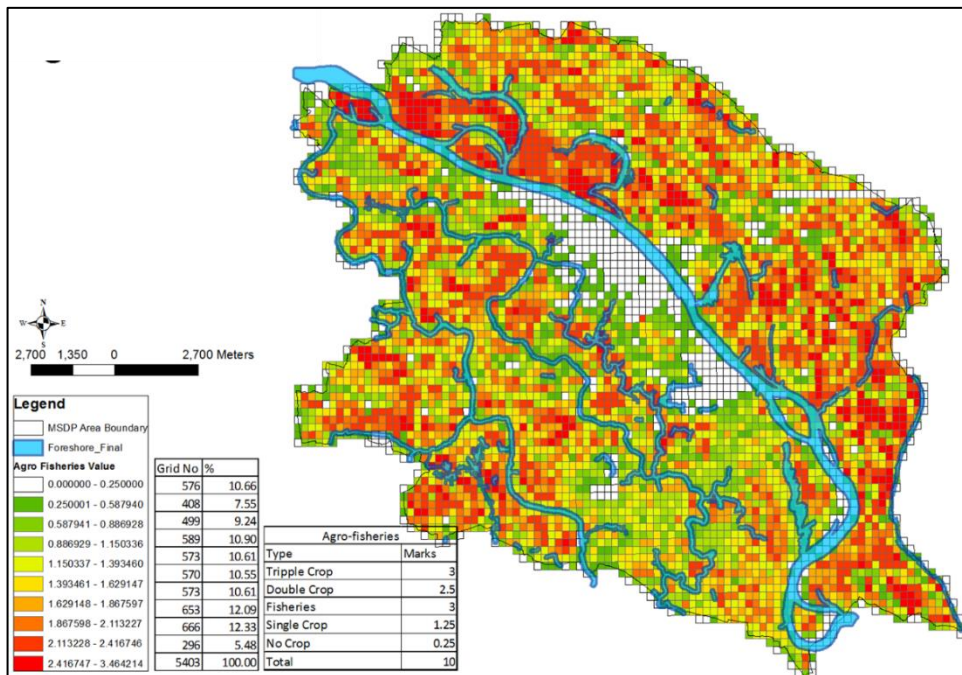 N
W E
S
2,700 1,350 0 2,700 Meters
Legend
MSDP Area Boundary
Foreshore_Final
Agro Fisheries Value
0.000000 - 0.250000
0.250001 - 0.587940
0.587941 - 0.886928
0.886929 - 1.150336
1.150337 - 1.393460
1.393461 - 1.629147
1.629148 - 1.867597
1.867598 - 2.113227
2.113228 - 2.416746
2.416747 - 3.464214
Grid No %
576 10.66
408 7.55
499 9.24
589 10.90
573 10.61
570 10.55
573 10.61
653 12.09
666 12.33
296 5.48
5403 100.00
Agro-fisheries
Type Marks
Tripple Crop 3
Double Crop 2.5
Fisheries 3
Single Crop 1.25
No Crop 0.25
Total 10